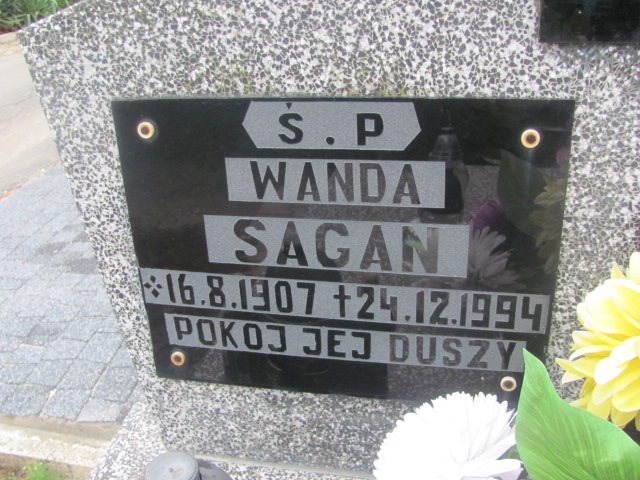 Ś.P
WANDA
SAGAN
16.8.1907 †24.12.1994
POKOJ JEJ DUSZY